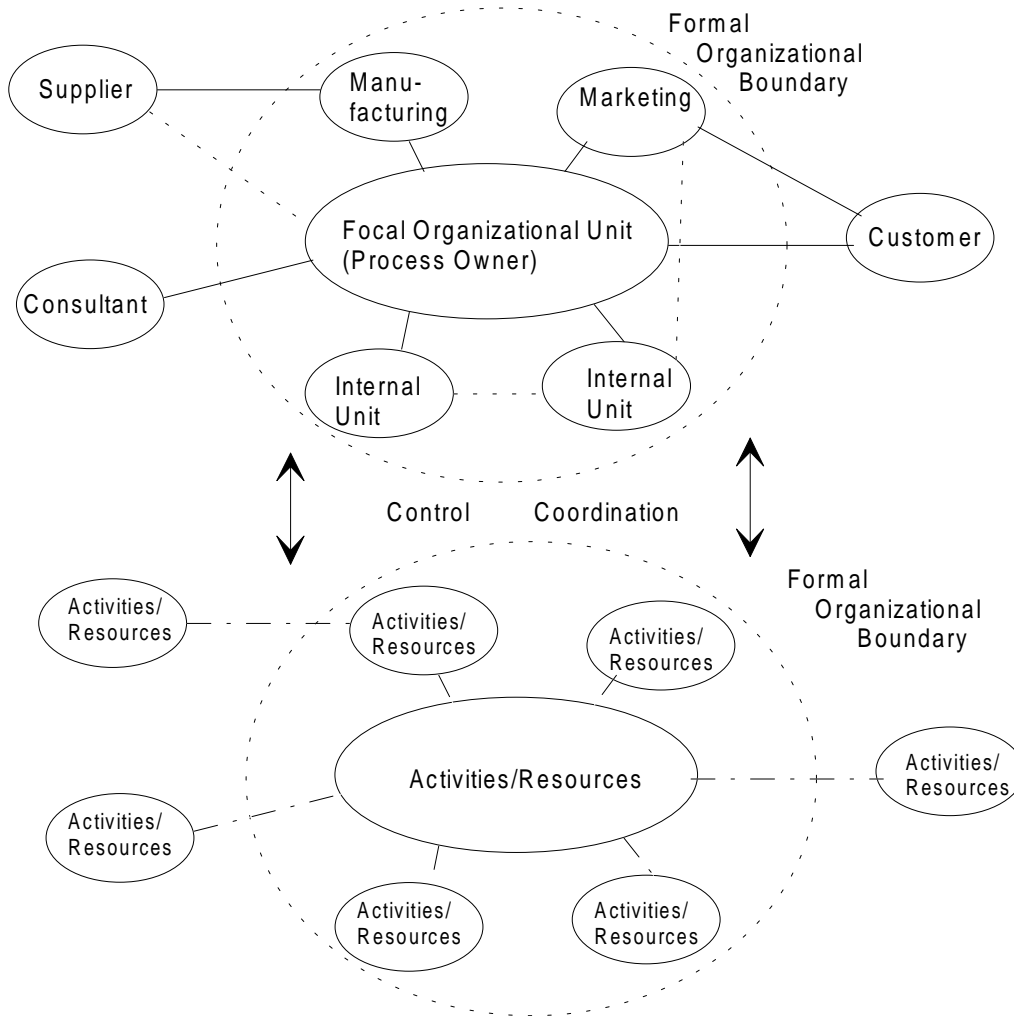 Formal
Organizational
Boundary
Supplier
Manu-
facturing
Marketing
Focal Organizational Unit
(Process Owner)
Customer
Consultant
Internal
Unit
Internal
Unit
Control
Coordination
Formal
Organizational
Boundary
Activities/
Resources
Activities/
Resources
Activities/
Resources
Activities/Resources
Activities/
Resources
Activities/
Resources
Activities/
Resources
Activities/
Resources